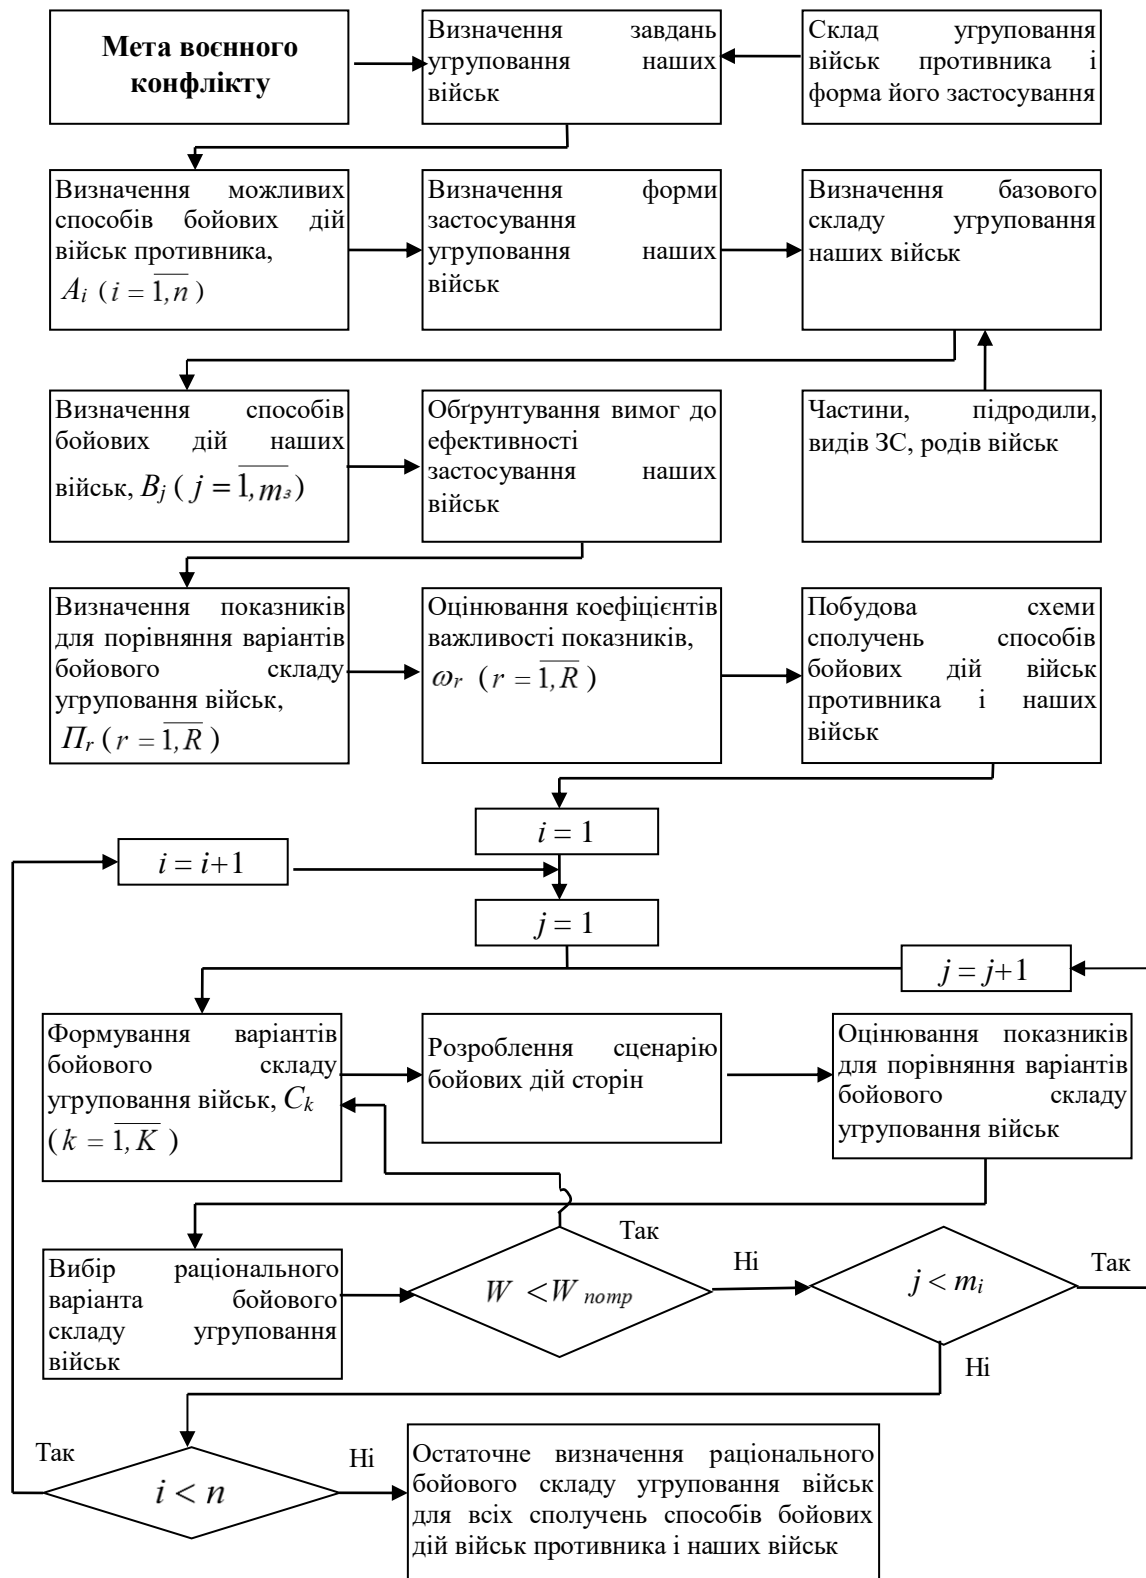 Мета воєнного
конфлікту
Визначення завдань
угруповання наших
військ
Склад угруповання
військ противника і
форма його застосування
Визначення можливих
способів бойових дій
військ противника,
Aᵢ (i = 1,n)
Визначення форми
застосування
угруповання наших
військ
Визначення базового
складу угруповання
наших військ
Визначення способів
бойових дій наших
військ, Bⱼ (j = 1,mз)
Обґрунтування вимог до
ефективності
застосування наших
військ
Частини, підродили,
видів ЗС, родів військ
Визначення показників
для порівняння варіантів
бойового складу
угруповання військ,
Пᵣ (r = 1,R)
Оцінювання коефіцієнтів
важливості показників,
ωᵣ (r = 1,R)
Побудова схеми
сполучень способів
бойових дій військ
противника і наших
військ
i = 1
i = i+1
j = 1
j = j+1
Формування варіантів
бойового складу
угруповання військ, Cₖ
(k = 1,K)
Розроблення сценарію
бойових дій сторін
Оцінювання показників
для порівняння варіантів
бойового складу
угруповання військ
Вибір раціонального
варіанта бойового
складу угруповання
військ
W < W потр
Так
Ні
j < mᵢ
Так
Ні
Так
i < n
Ні
Остаточне визначення раціонального
бойового складу угруповання військ
для всіх сполучень способів бойових
дій військ противника і наших військ